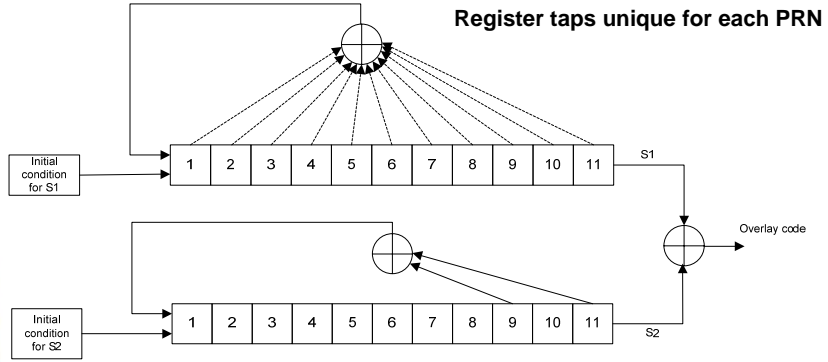 Register taps unique for each PRN
1 2 3 4 5 6 7 8 9 10 11
S1
Initial
condition
for S1
Overlay code
1 2 3 4 5 6 7 8 9 10 11
S2
Initial
condition
for S2